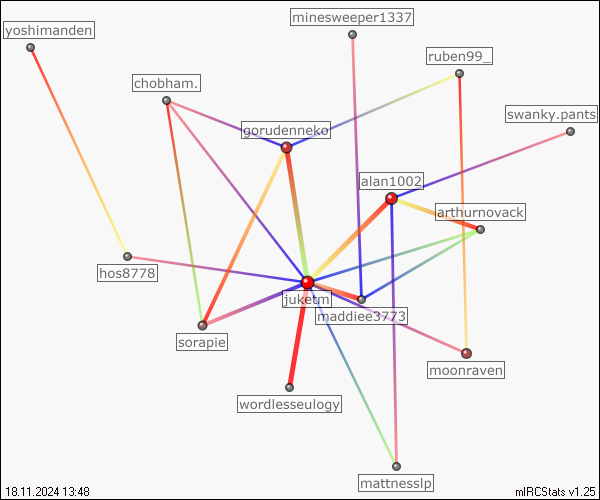 minesweeper1337
yoshimanden
ruben99_
chobham.
swanky.pants
gorudenneko
alan1002
arthurnovack
hos8778
juketm
maddiee3773
sorapie
moonraven
wordlesseulogy
mattnesslp
18.11.2024 13:48
mIRCStats v1.25